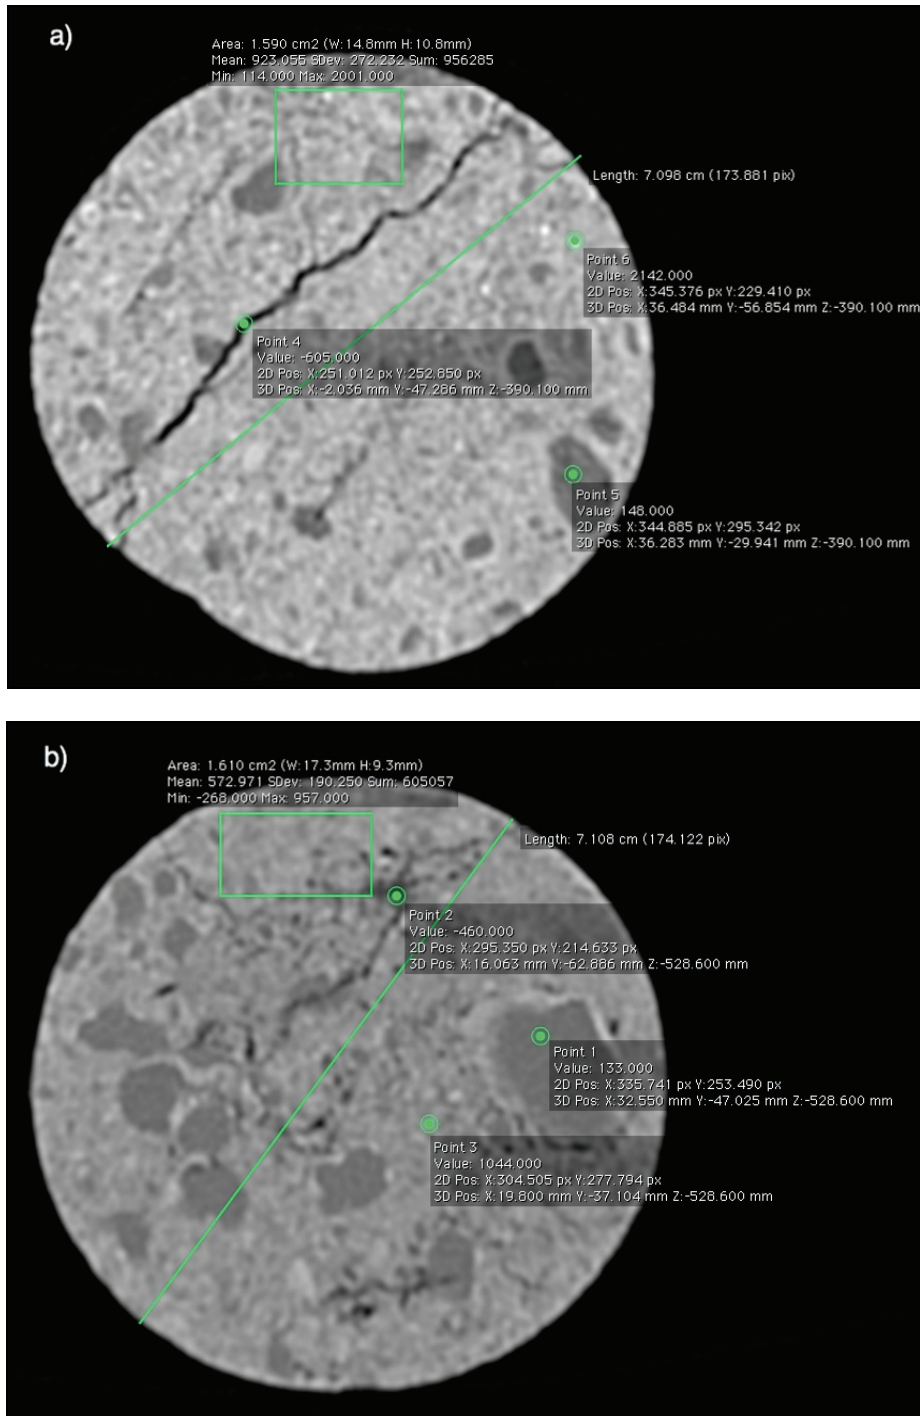 a)
Area: 1.590 cm2 (W:14.8mm H:10.8mm)
Mean: 923.055 SDev: 272.232 Sum: 956285
Min: 114.000 Max: 2001.000
Length: 7.098 cm (173.881 pix)
Point 6
Value: 2142.000
2D Pos: X:345.376 px Y:229.410 px
3D Pos: X:36.484 mm Y:-56.854 mm Z:-390.100 mm
Point 4
Value: -605.000
2D Pos: X:251.012 px Y:252.850 px
3D Pos: X:-2.036 mm Y:-47.286 mm Z:-390.100 mm
Point 5
Value: 148.000
2D Pos: X:344.885 px Y:295.342 px
3D Pos: X:36.283 mm Y:-29.941 mm Z:-390.100 mm
b)
Area: 1.610 cm2 (W:17.3mm H:9.3mm)
Mean: 572.971 SDev: 190.250 Sum: 605057
Min: -268.000 Max: 957.000
Length: 7.108 cm (174.122 pix)
Point 2
Value: -460.000
2D Pos: X:295.350 px Y:214.633 px
3D Pos: X:16.063 mm Y:-62.886 mm Z:-528.600 mm
Point 1
Value: 133.000
2D Pos: X:335.741 px Y:253.490 px
3D Pos: X:32.550 mm Y:-47.025 mm Z:-528.600 mm
Point 3
Value: 1044.000
2D Pos: X:304.505 px Y:277.794 px
3D Pos: X:19.800 mm Y:-37.104 mm Z:-528.600 mm